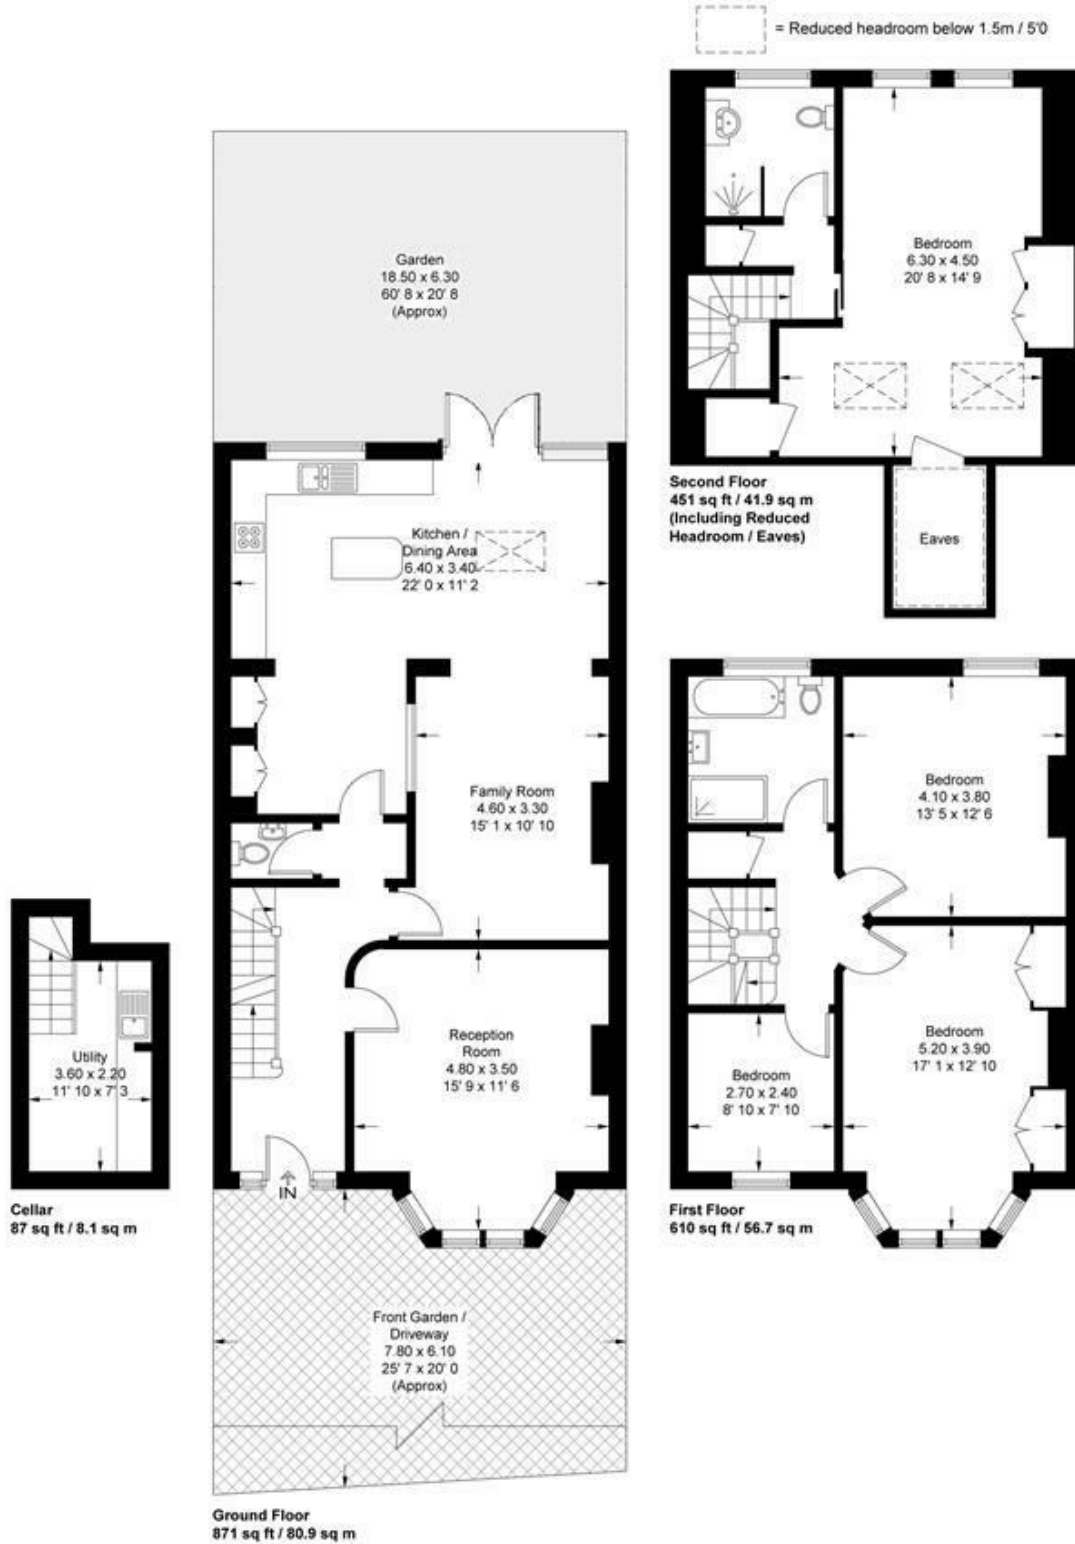 = Reduced headroom below 1.5m / 5'0
Garden
18.50 x 6.30
60' 8 x 20' 8
(Approx)
Bedroom
6.30 x 4.50
20' 8 x 14' 9
Second Floor
451 sq ft / 41.9 sq m
(Including Reduced
Headroom / Eaves)
Eaves
Kitchen /
Dining Area
6.40 x 3.40
22' 0 x 11' 2
Family Room
4.60 x 3.30
15' 1 x 10' 10
Bedroom
4.10 x 3.80
13' 5 x 12' 6
Utility
3.60 x 2.20
11' 10 x 7' 3
Cellar
87 sq ft / 8.1 sq m
Reception
Room
4.80 x 3.50
15' 9 x 11' 6
IN
Bedroom
2.70 x 2.40
8' 10 x 7' 10
Bedroom
5.20 x 3.90
17' 1 x 12' 10
First Floor
610 sq ft / 56.7 sq m
Front Garden /
Driveway
7.80 x 6.10
25' 7 x 20' 0
(Approx)
Ground Floor
871 sq ft / 80.9 sq m